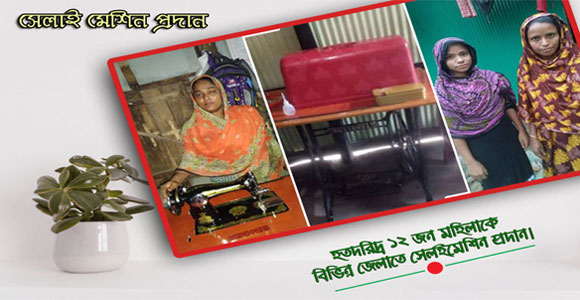 সেলাই মেশিন প্রদান
হতদরিদ্র ১২ জন মহিলাকে
বিভিন্ন জেলাতে সেলাইমেশিন প্রদান।